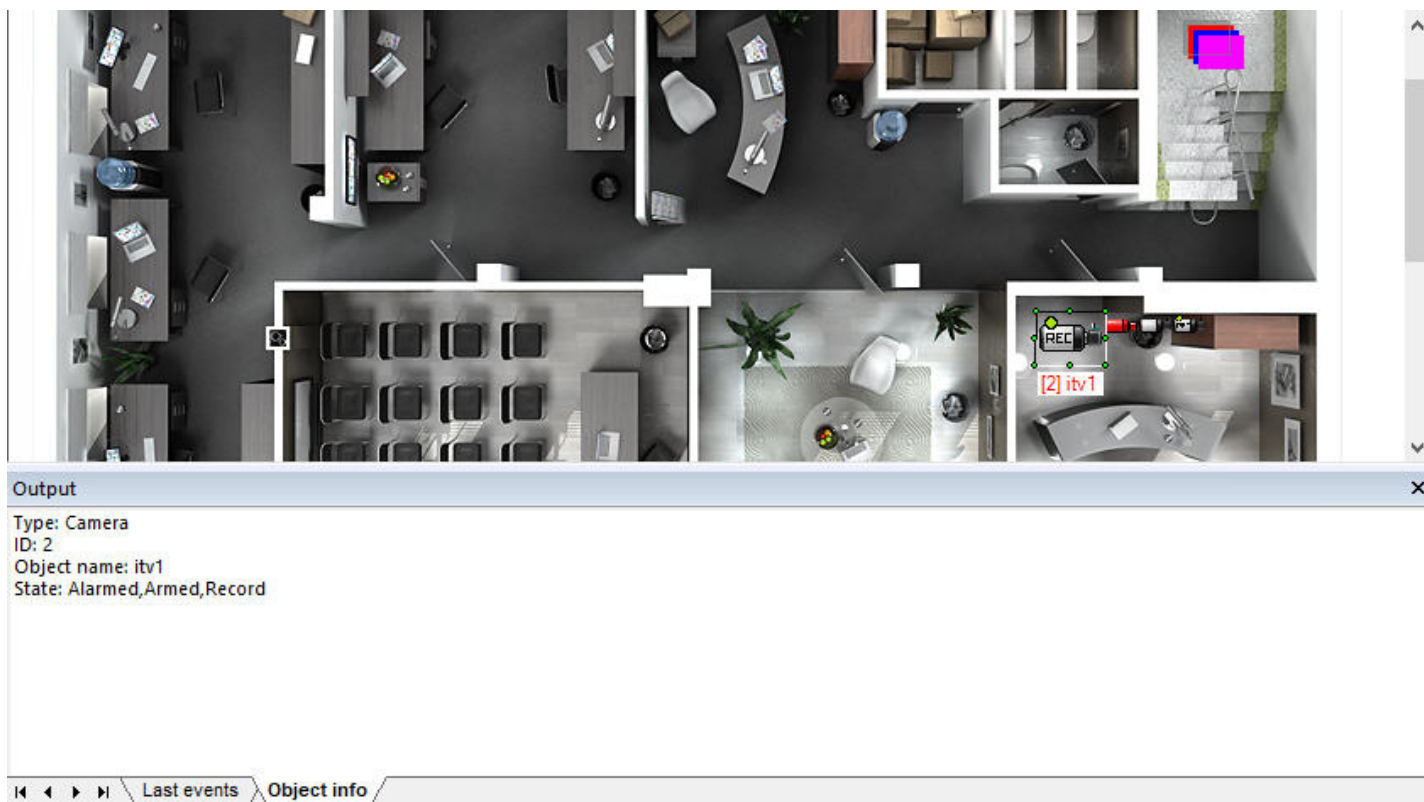 REC
[2] itv1
Output
Type: Camera
ID: 2
Object name: itv1
State: Alarmed,Armed,Record
Last events
Object info